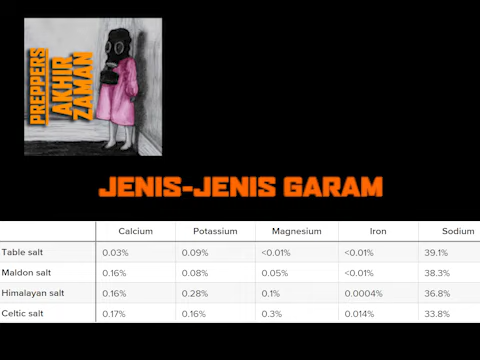 PREPPERS
AKHIR
ZAMAN
JENIS-JENIS GARAM
Calcium Potassium Magnesium Iron Sodium
Table salt 0.03% 0.09% <0.01% <0.01% 39.1%
Maldon salt 0.16% 0.08% 0.05% <0.01% 38.3%
Himalayan salt 0.16% 0.28% 0.1% 0.0004% 36.8%
Celtic salt 0.17% 0.16% 0.3% 0.014% 33.8%